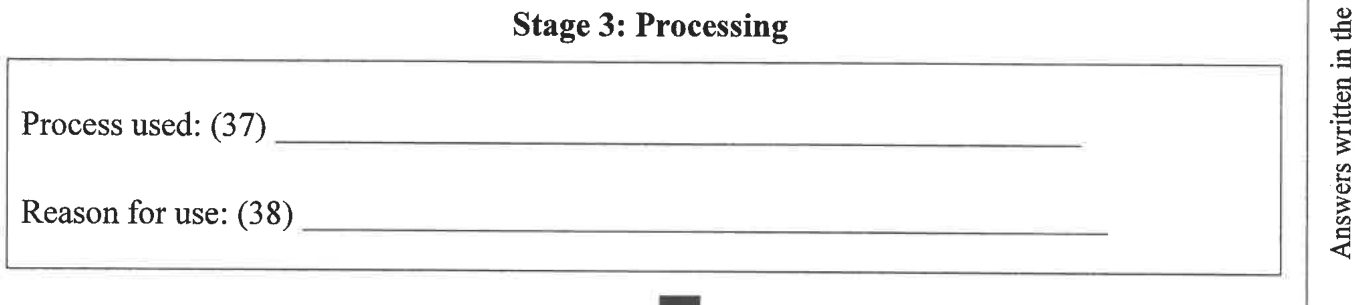 Stage 3: Processing
Process used: (37)
Reason for use: (38)
Answers written in the